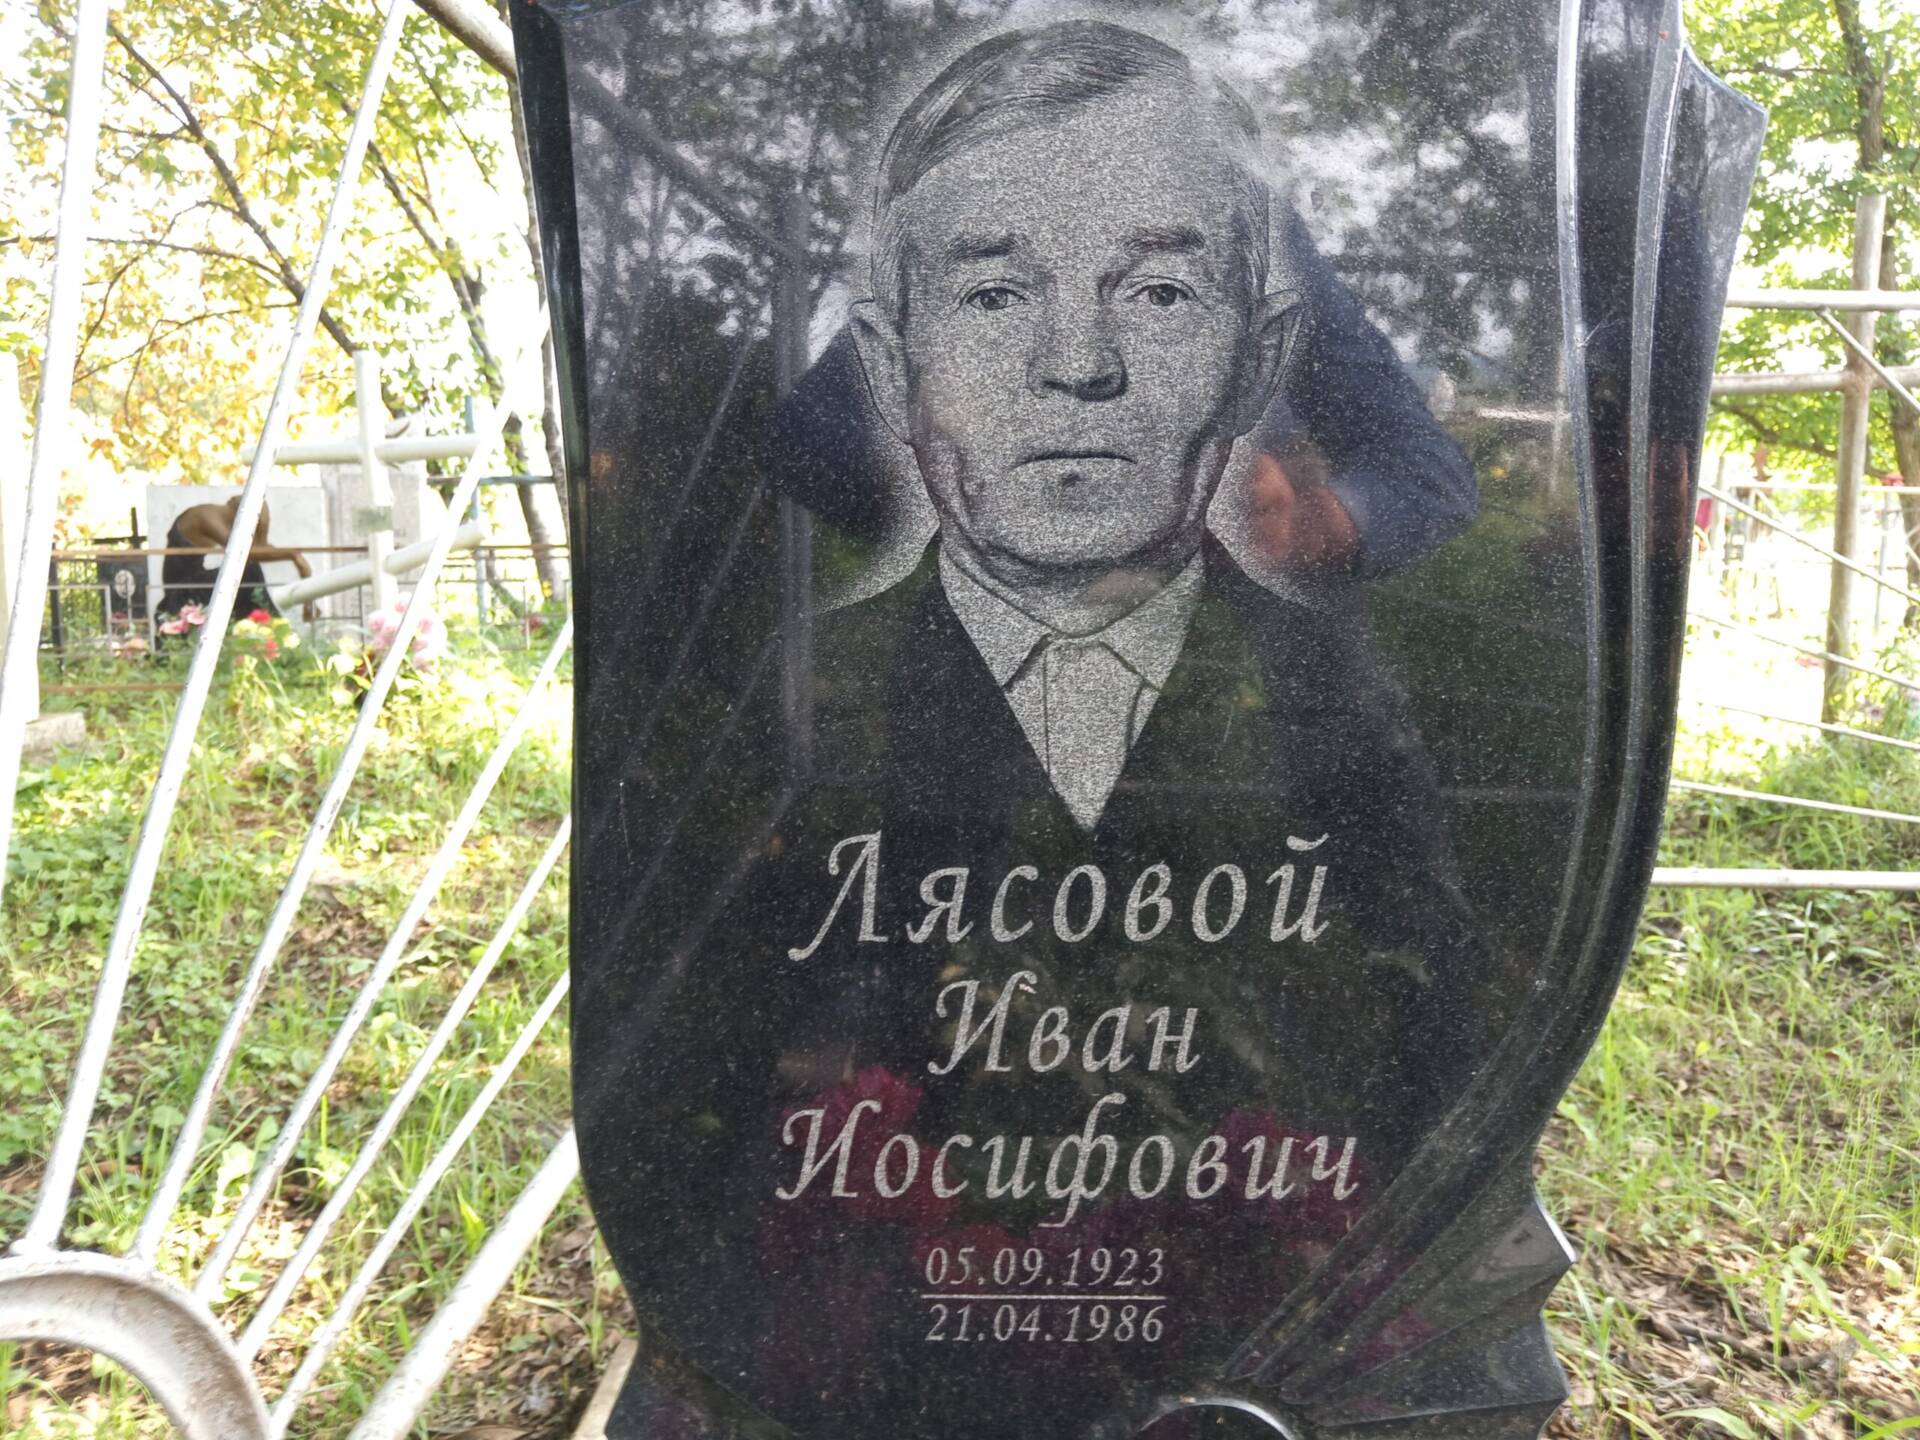 Лясовой
Иван
Иосифович
05.09.1923
21.04.1986